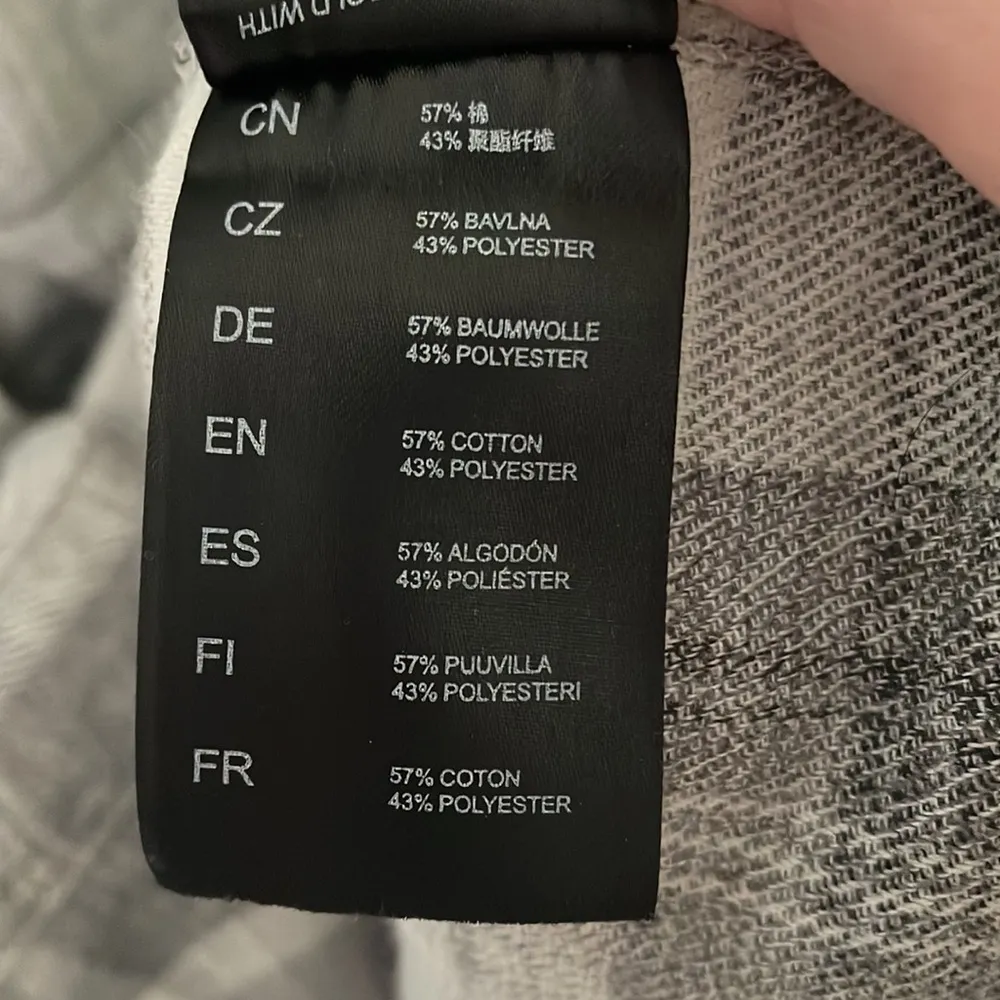 OLD WITH
CN
57% 棉
43% 聚酯纤维
CZ
57% BAVLNA
43% POLYESTER
DE
57% BAUMWOLLE
43% POLYESTER
EN
57% COTTON
43% POLYESTER
ES
57% ALGODÓN
43% POLIÉSTER
FI
57% PUUVILLA
43% POLYESTERI
FR
57% COTON
43% POLYESTER